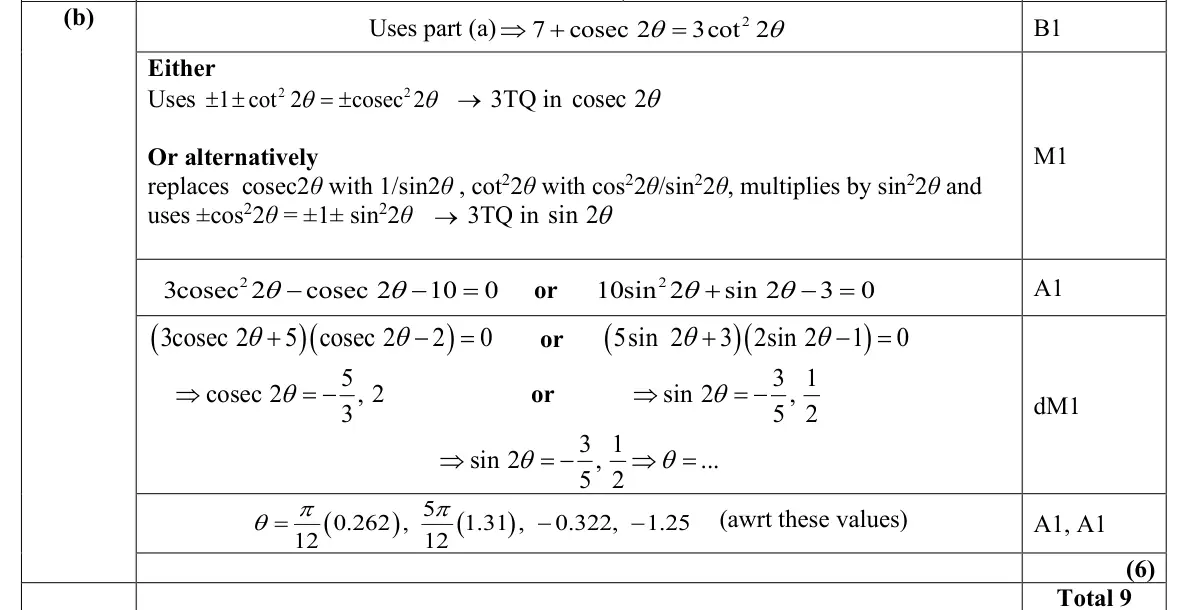 (b)
Uses part (a) ⇒ 7 + cosec 2θ = 3cot² 2θ
B1
Either
Uses ±1 ± cot² 2θ = ±cosec² 2θ → 3TQ in cosec 2θ
Or alternatively
replaces cosec2θ with 1/sin2θ , cot²2θ with cos²2θ/sin²2θ, multiplies by sin²2θ and
uses ±cos²2θ = ±1± sin²2θ → 3TQ in sin 2θ
M1
3cosec² 2θ − cosec 2θ − 10 = 0 or 10sin² 2θ + sin 2θ − 3 = 0
A1
(3cosec 2θ + 5)(cosec 2θ − 2) = 0 or (5sin 2θ + 3)(2sin 2θ − 1) = 0
⇒ cosec 2θ = −5/3, 2 or ⇒ sin 2θ = −3/5, 1/2
⇒ sin 2θ = −3/5, 1/2 ⇒ θ = ...
dM1
θ = π/12 (0.262), 5π/12 (1.31), −0.322, −1.25 (awrt these values)
A1, A1
(6)
Total 9